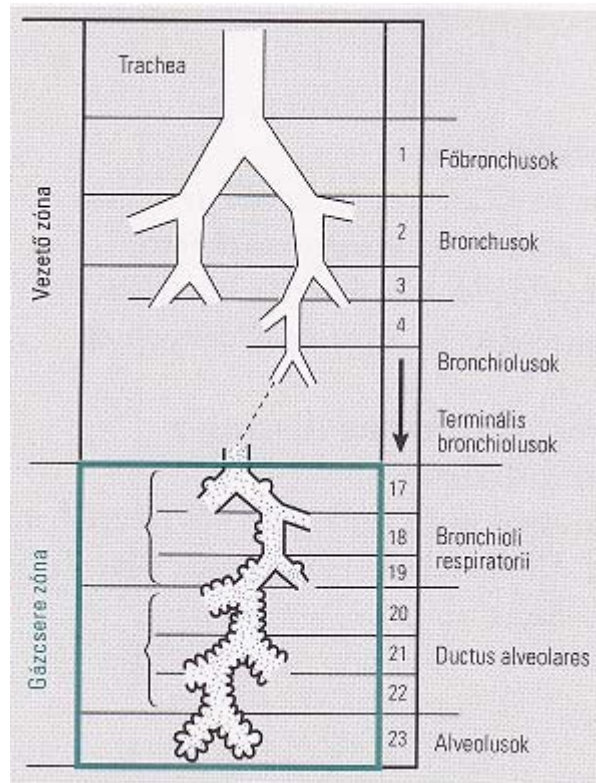 Vezető zóna
Trachea
1
Főbronchusok
2
Bronchusok
3
4
Bronchiolusok
Terminális
bronchiolusok
Gázcsere zóna
17
18
Bronchioli
respiratorii
19
20
21
Ductus alveolares
22
23
Alveolusok